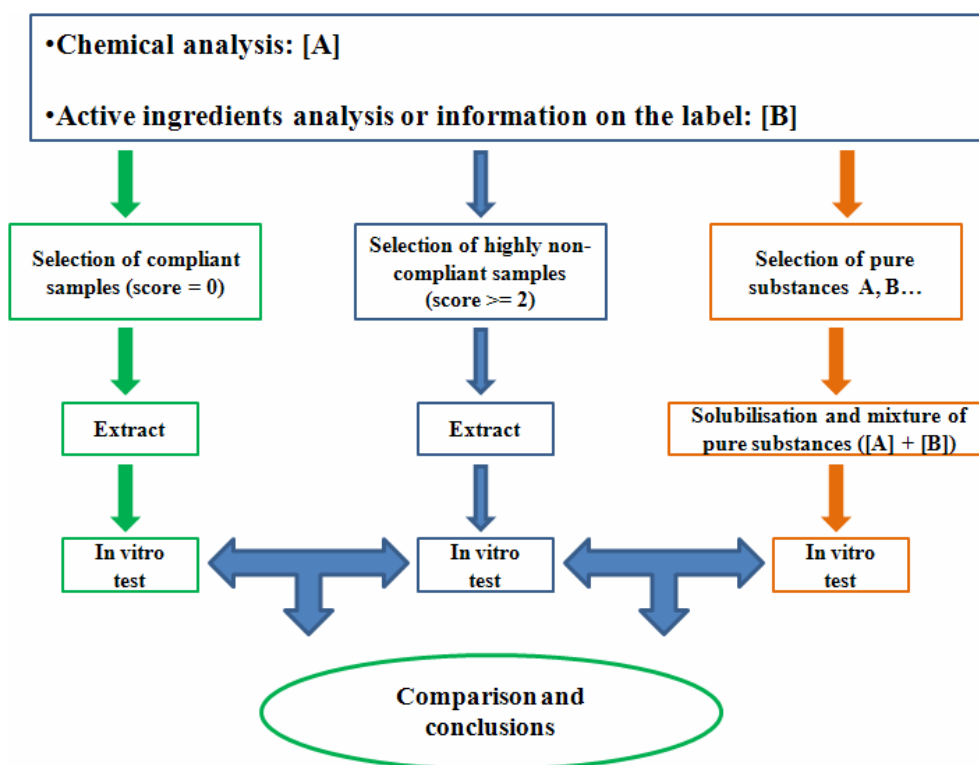 •Chemical analysis: [A]
•Active ingredients analysis or information on the label: [B]
Selection of compliant
samples (score = 0)
Selection of highly non-
compliant samples
(score >= 2)
Selection of pure
substances A, B…
Extract
Extract
Solubilisation and mixture of
pure substances ([A] + [B])
In vitro
test
In vitro
test
In vitro
test
Comparison and
conclusions